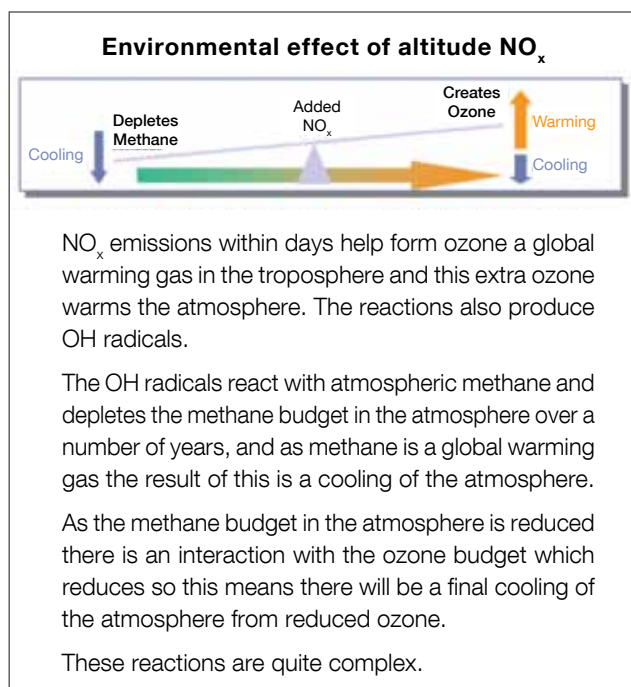 Environmental effect of altitude NOx
Depletes
Methane
Cooling
Added
NOx
Creates
Ozone
Warming
Cooling
NOx emissions within days help form ozone a global
warming gas in the troposphere and this extra ozone
warms the atmosphere. The reactions also produce
OH radicals.
The OH radicals react with atmospheric methane and
depletes the methane budget in the atmosphere over a
number of years, and as methane is a global warming
gas the result of this is a cooling of the atmosphere.
As the methane budget in the atmosphere is reduced
there is an interaction with the ozone budget which
reduces so this means there will be a final cooling of
the atmosphere from reduced ozone.
These reactions are quite complex.